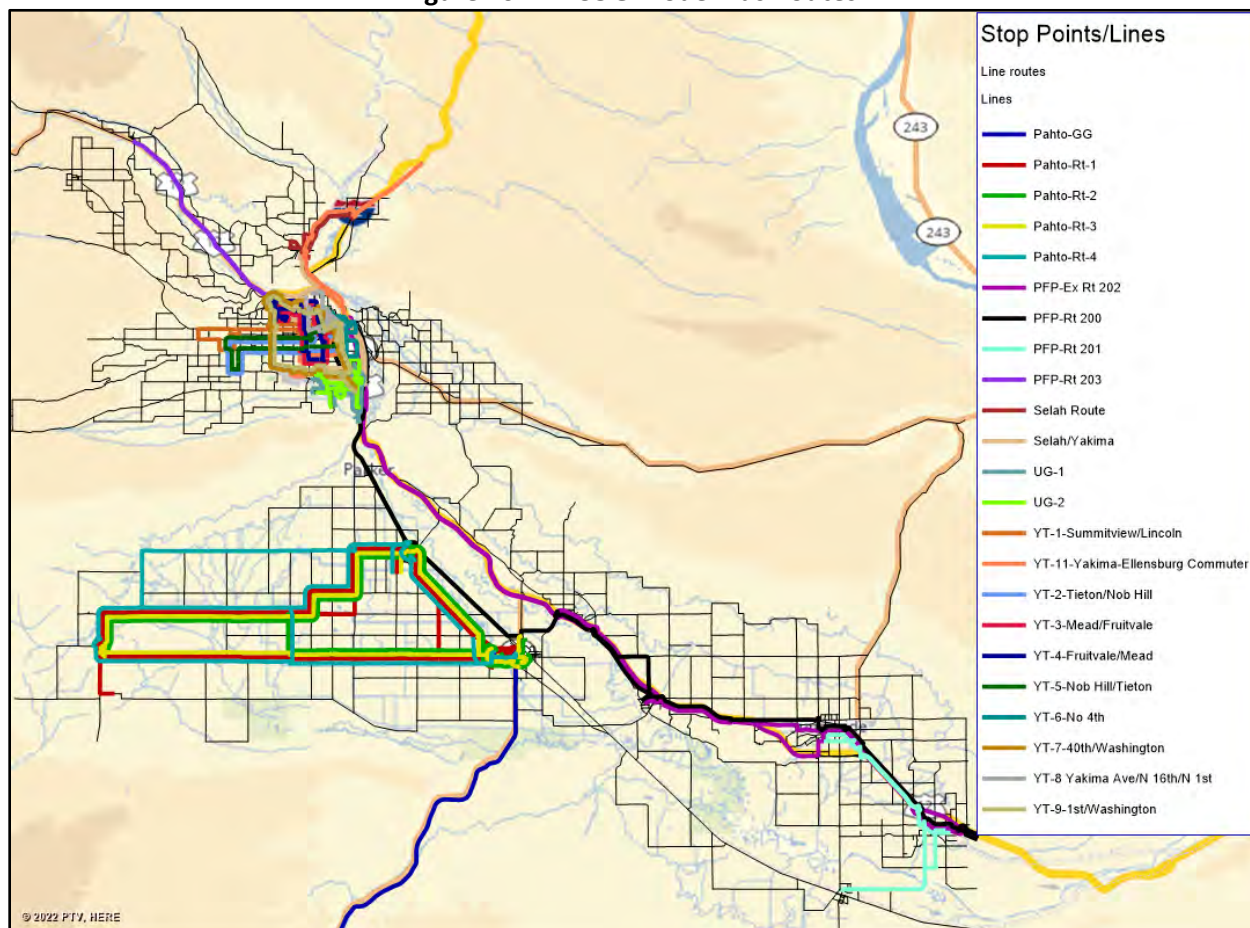 Stop Points/Lines
Line routes
Lines
Pahto-GG
Pahto-Rt-1
Pahto-Rt-2
Pahto-Rt-3
Pahto-Rt-4
PFP-Ex Rt 202
PFP-Rt 200
PFP-Rt 201
PFP-Rt 203
Selah Route
Selah/Yakima
UG-1
UG-2
YT-1-Summitview/Lincoln
YT-11-Yakima-Ellensburg Commuter
YT-2-Tieton/Nob Hill
YT-3-Mead/Fruitvale
YT-4-Fruitvale/Mead
YT-5-Nob Hill/Tieton
YT-6-No 4th
YT-7-40th/Washington
YT-8 Yakima Ave/N 16th/N 1st
YT-9-1st/Washington
243
243
Parker
© 2022 PTV, HERE